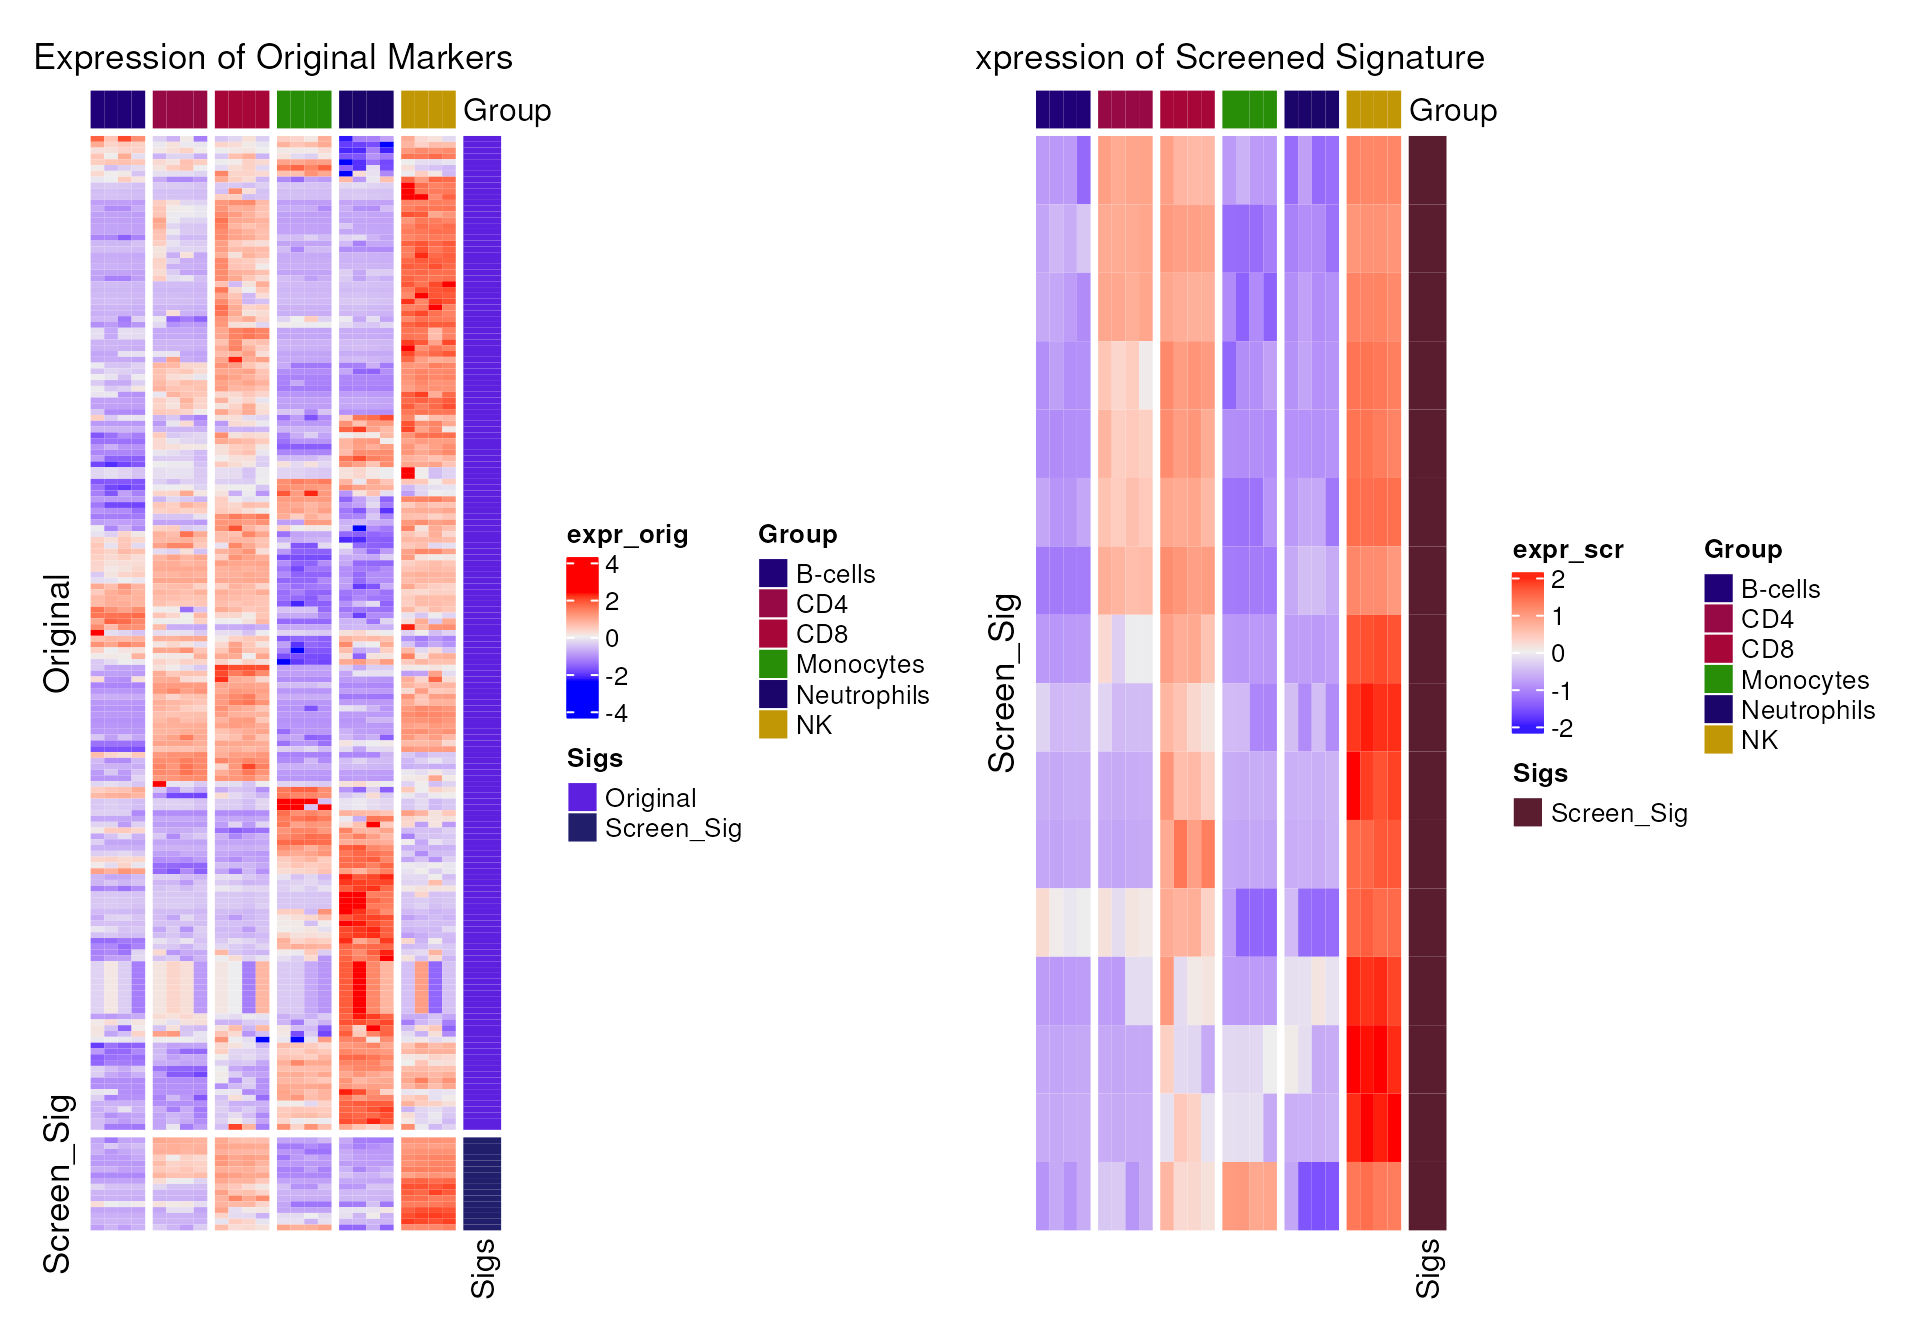 Expression of Original Markers
Group
Original
Screen_Sig
Sigs
expr_orig
4
2
0
-2
-4
Sigs
Original
Screen_Sig
Group
B-cells
CD4
CD8
Monocytes
Neutrophils
NK
xpression of Screened Signature
Group
Screen_Sig
Sigs
expr_scr
2
1
0
-1
-2
Sigs
Screen_Sig
Group
B-cells
CD4
CD8
Monocytes
Neutrophils
NK